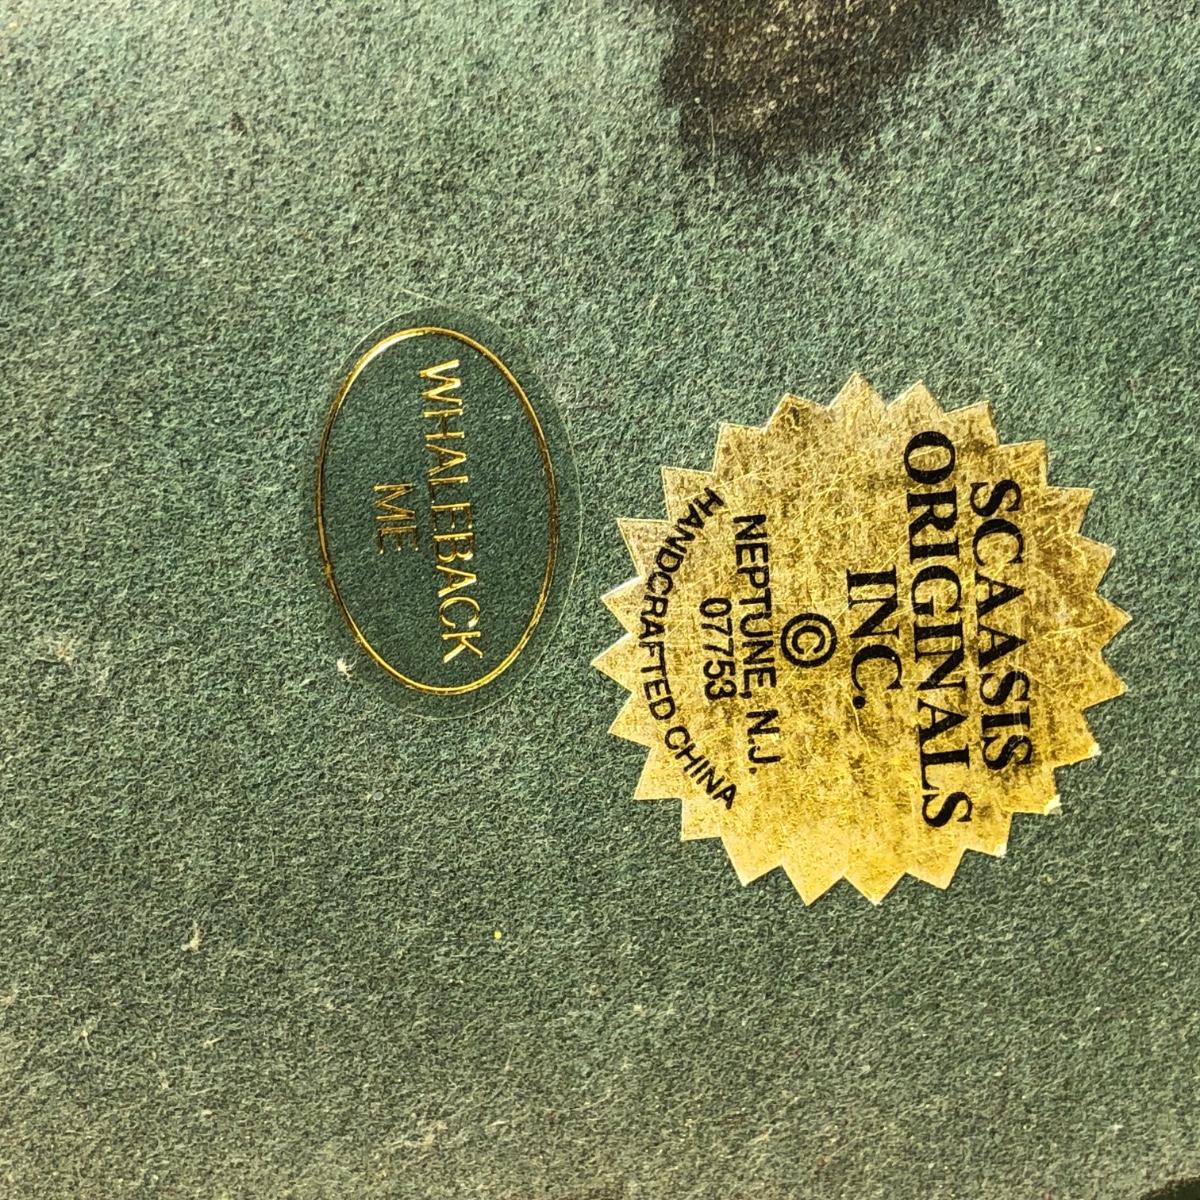 SCAASIS
ORIGINALS
INC.
©
NEPTUNE, N.J.
07753
HANDCRAFTED CHINA
WHALEBACK
ME